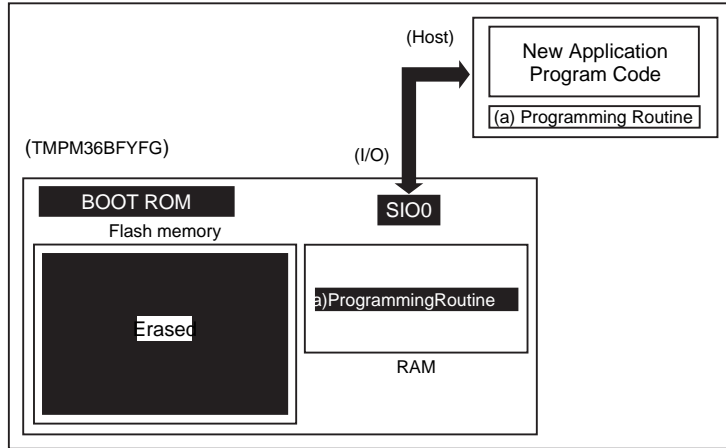 (Host)
New Application
Program Code
(a) Programming Routine
(TMPM36BFYFG)
(I/O)
BOOT ROM
SIO0
Flash memory
Erased
a)ProgrammingRoutine
RAM